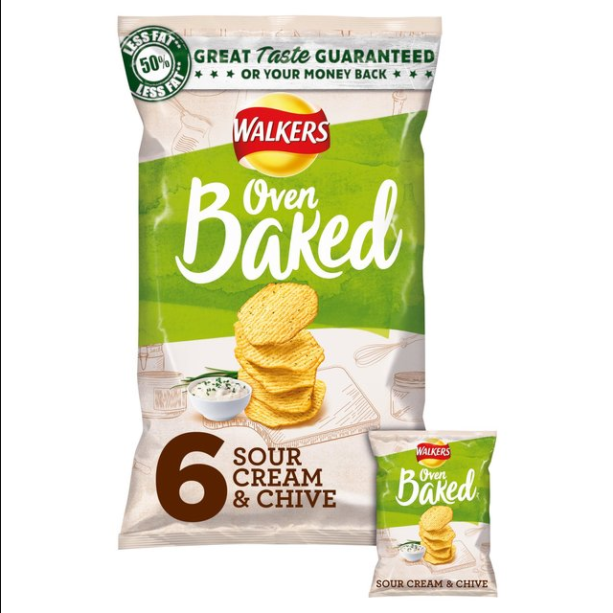 LESS FAT**
50%
LESS FAT**
GREAT Taste GUARANTEED
OR YOUR MONEY BACK
WALKERS
Oven
Baked
6
SOUR
CREAM
& CHIVE
WALKERS
Oven
Baked
SOUR CREAM & CHIVE